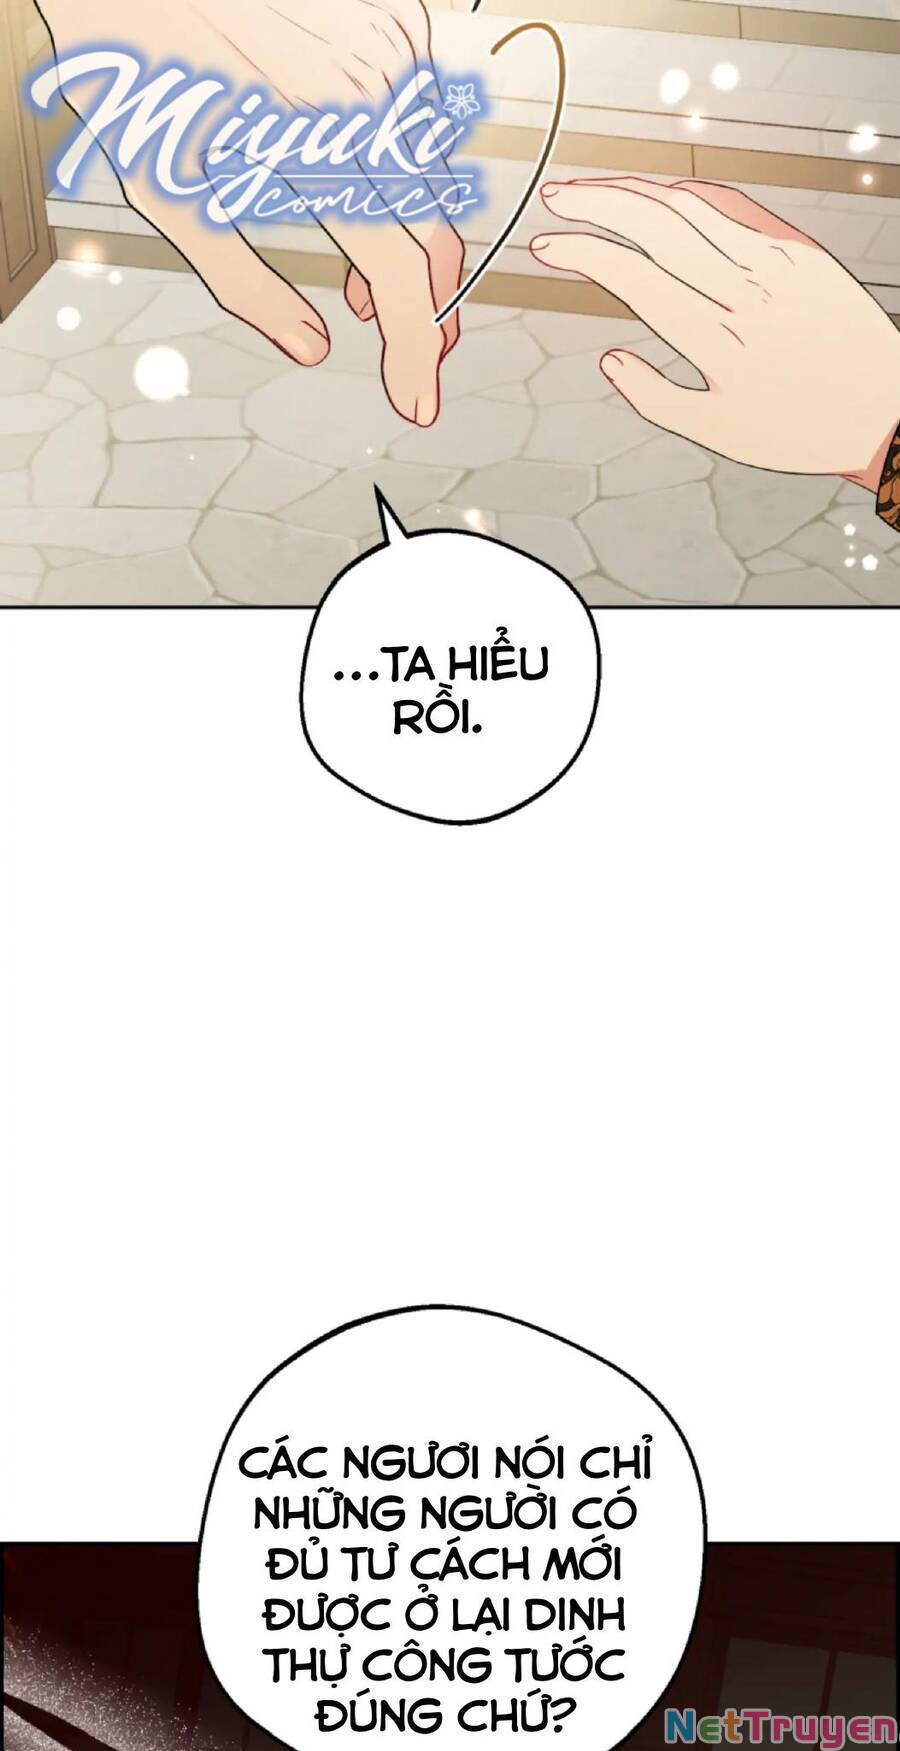 Miyuki
comics
...TA HIỂU
RỒI.
CÁC NGƯƠI NÓI CHỈ
NHỮNG NGƯỜI CÓ
ĐỦ TƯ CÁCH MỚI
ĐƯỢC Ở LẠI DINH
THỰ CÔNG TƯỚC
ĐÚNG CHỨ?
NetTruyen